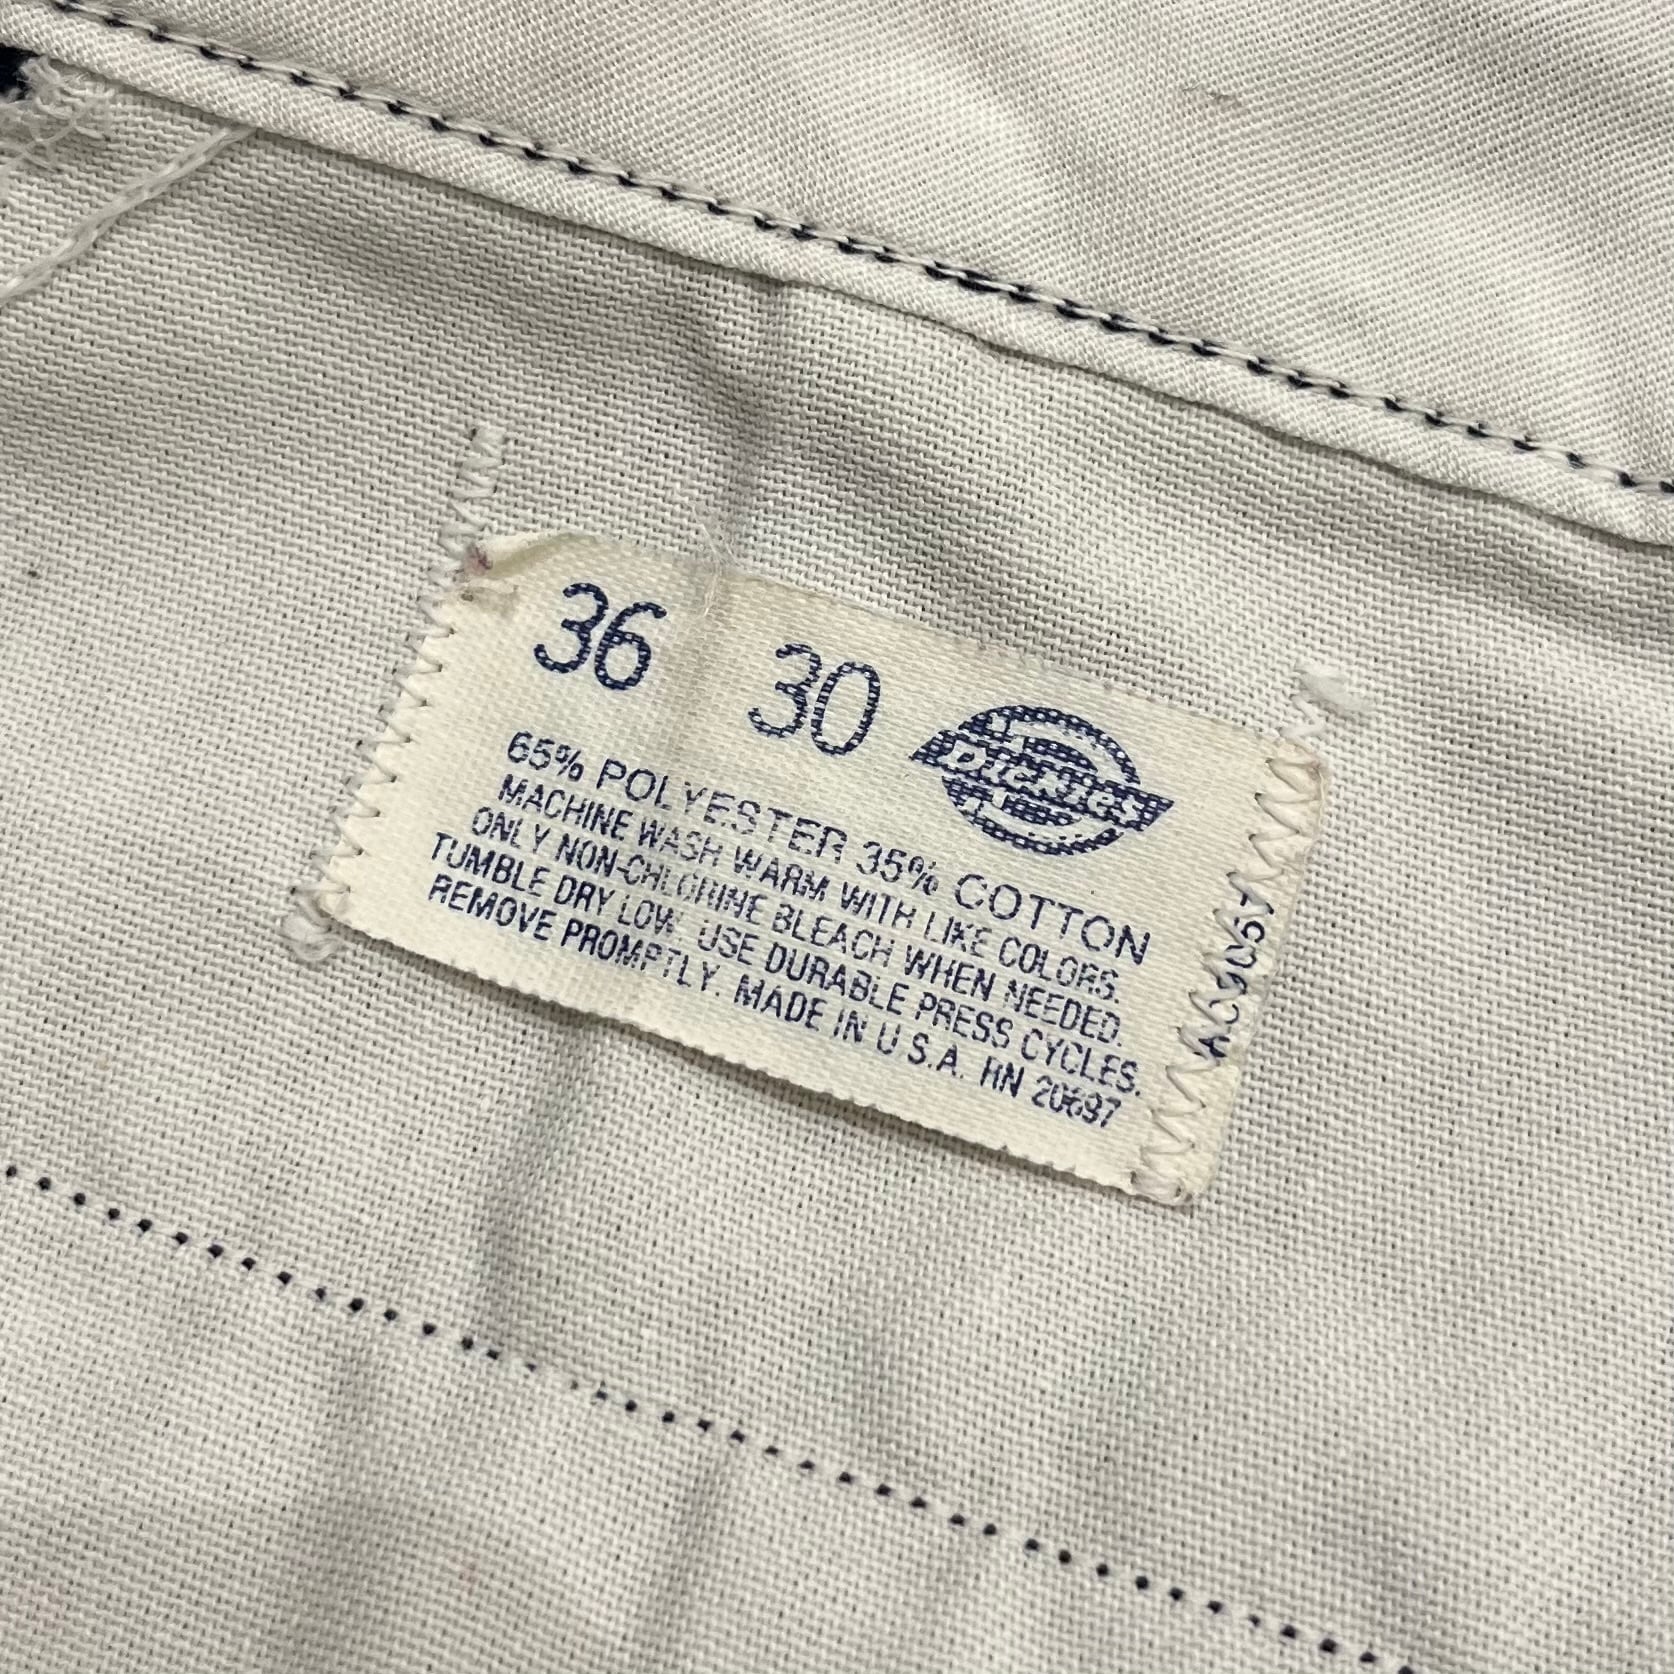 36 30
Dickies
65% POLYESTER 35% COTTON
MACHINE WASH WARM WITH LIKE COLORS.
ONLY NON-CHLORINE BLEACH WHEN NEEDED.
TUMBLE DRY LOW. USE DURABLE PRESS CYCLES.
REMOVE PROMPTLY. MADE IN U.S.A. RN 20697